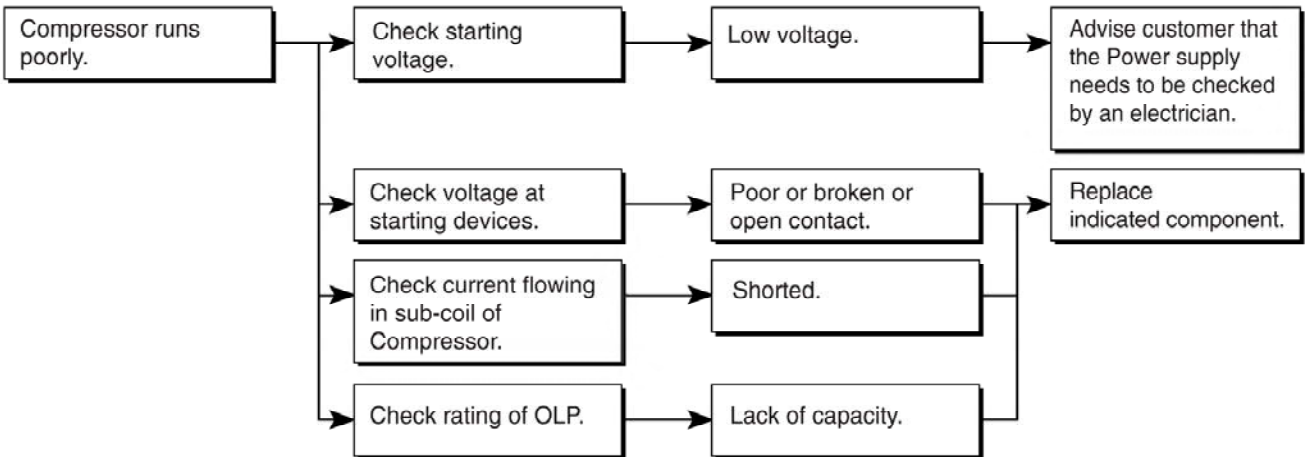 Compressor runs
poorly.
Check starting
voltage.
Low voltage.
Advise customer that
the Power supply
needs to be checked
by an electrician.
Check voltage at
starting devices.
Poor or broken or
open contact.
Replace
indicated component.
Check current flowing
in sub-coil of
Compressor.
Shorted.
Check rating of OLP.
Lack of capacity.